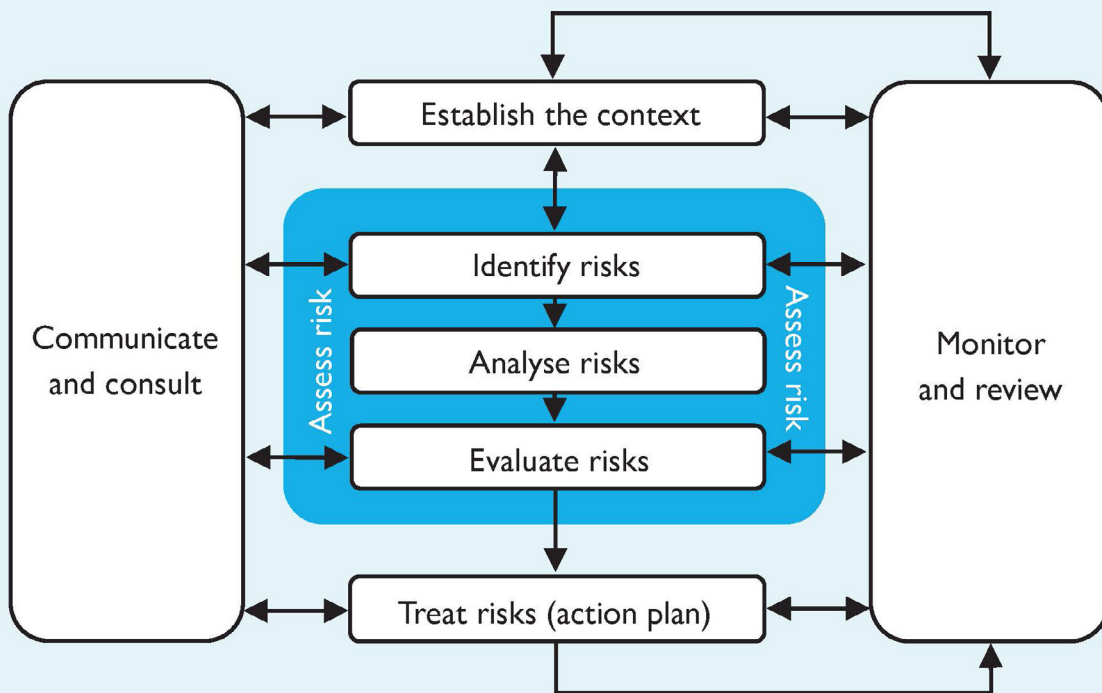 Establish the context
Communicate
and consult
Assess risk
Identify risks
Analyse risks
Evaluate risks
Assess risk
Monitor
and review
Treat risks (action plan)